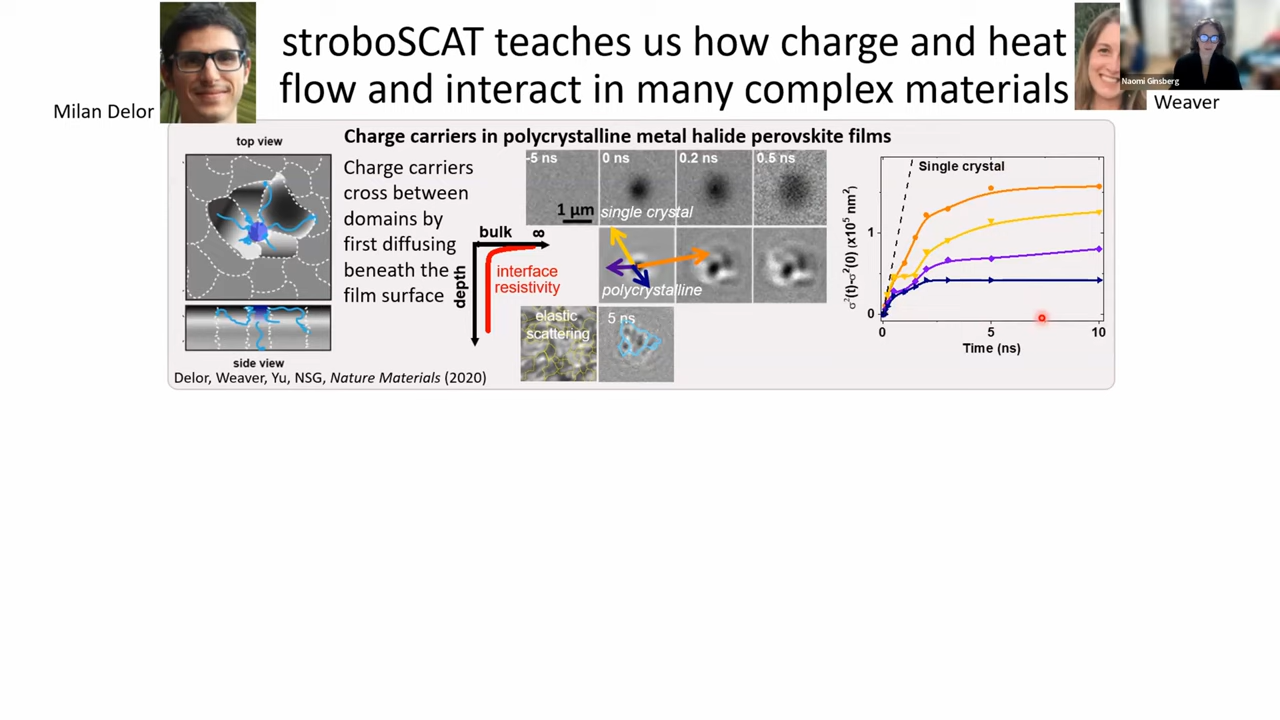 stroboSCAT teaches us how charge and heat
flow and interact in many complex materials
Milan Delor
Naomi Ginsberg
Weaver
Charge carriers in polycrystalline metal halide perovskite films
top view
Charge carriers
cross between
domains by
first diffusing
beneath the
film surface
side view
Delor, Weaver, Yu, NSG, Nature Materials (2020)
bulk
∞
depth
interface
resistivity
-5 ns
0 ns
0.2 ns
0.5 ns
1 µm
single crystal
polycrystalline
elastic
scattering
5 ns
Single crystal
σ²(t)-σ²(0) (x10⁵ nm²)
1
0
0
5
10
Time (ns)